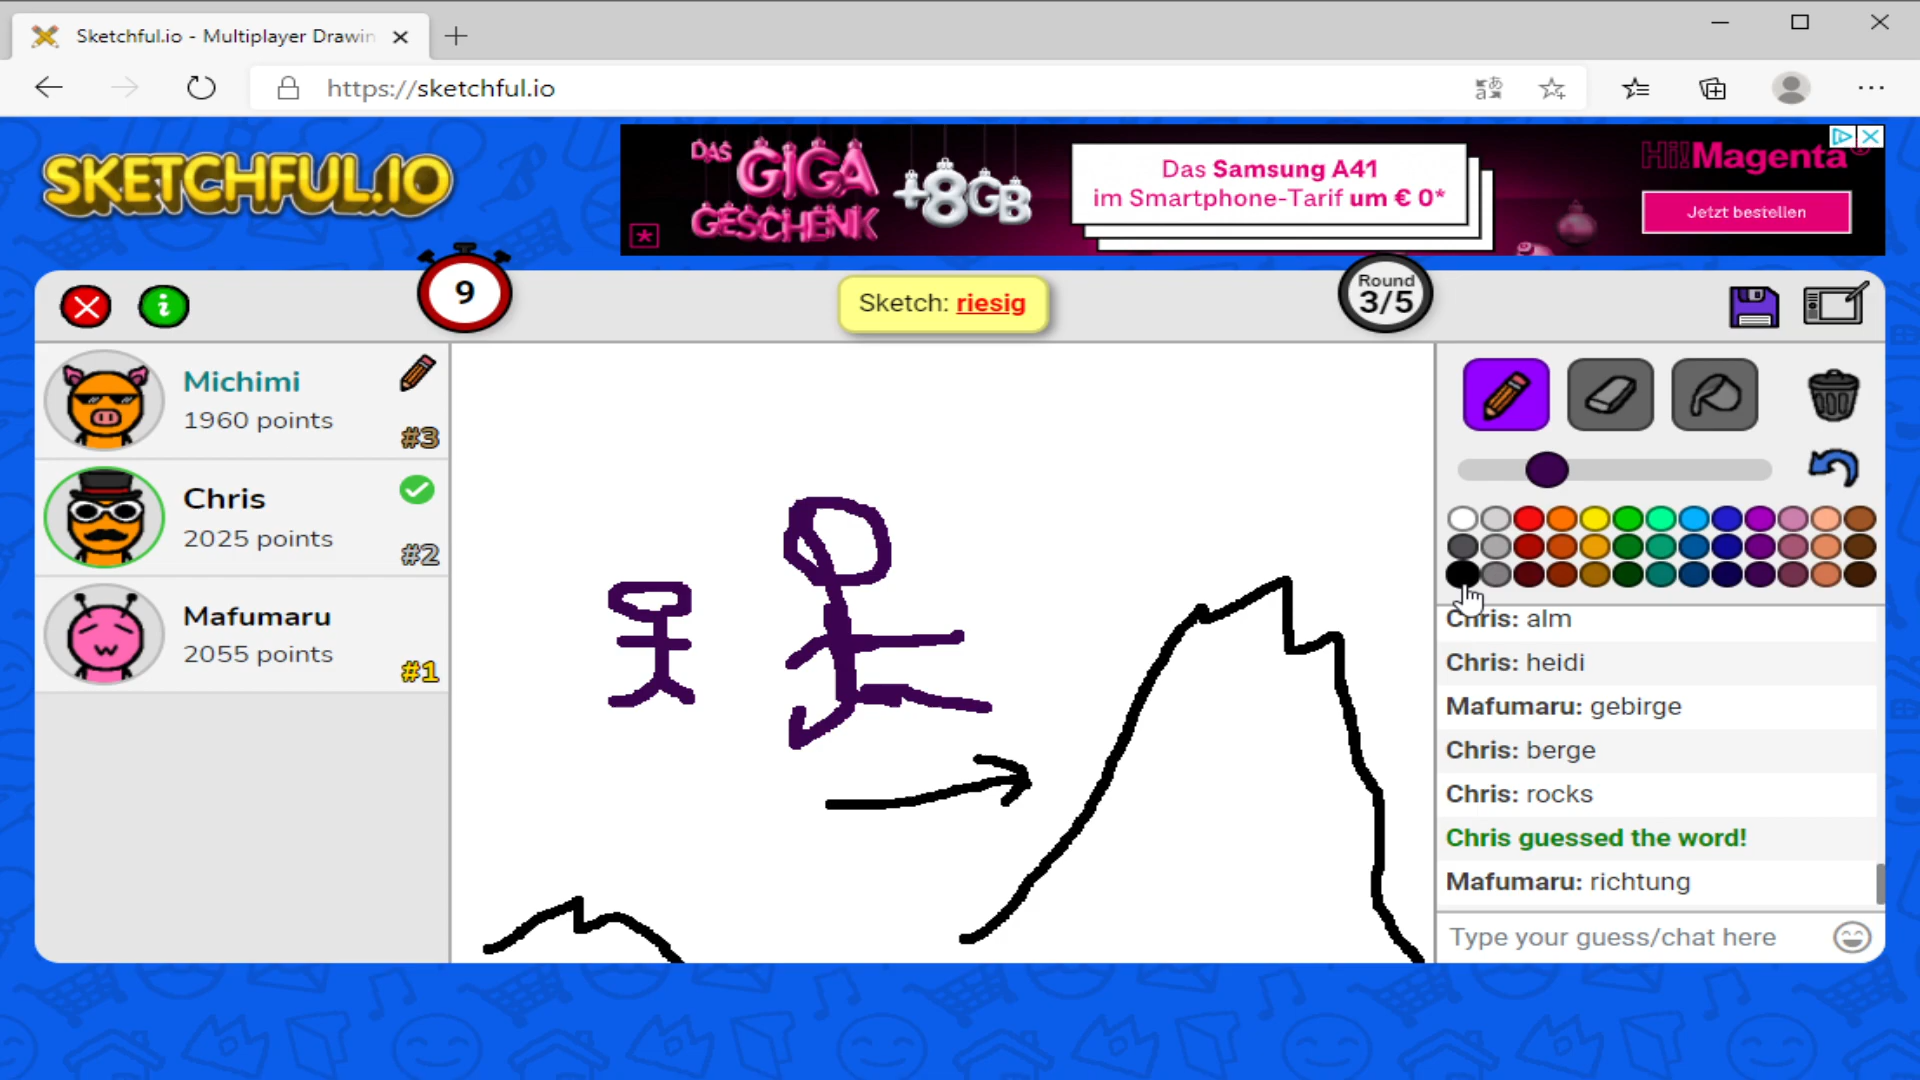 Sketchful.io - Multiplayer Drawin
https://sketchful.io
SKETCHFUL.IO
DAS
GIGA
GESCHENK
+8GB
Das Samsung A41
im Smartphone-Tarif um € 0*
Hi!Magenta
Jetzt bestellen
9
Sketch: riesig
Round
3/5
Michimi
1960 points
#3
Chris
2025 points
#2
Mafumaru
2055 points
#1
Chris: alm
Chris: heidi
Mafumaru: gebirge
Chris: berge
Chris: rocks
Chris guessed the word!
Mafumaru: richtung
Type your guess/chat here